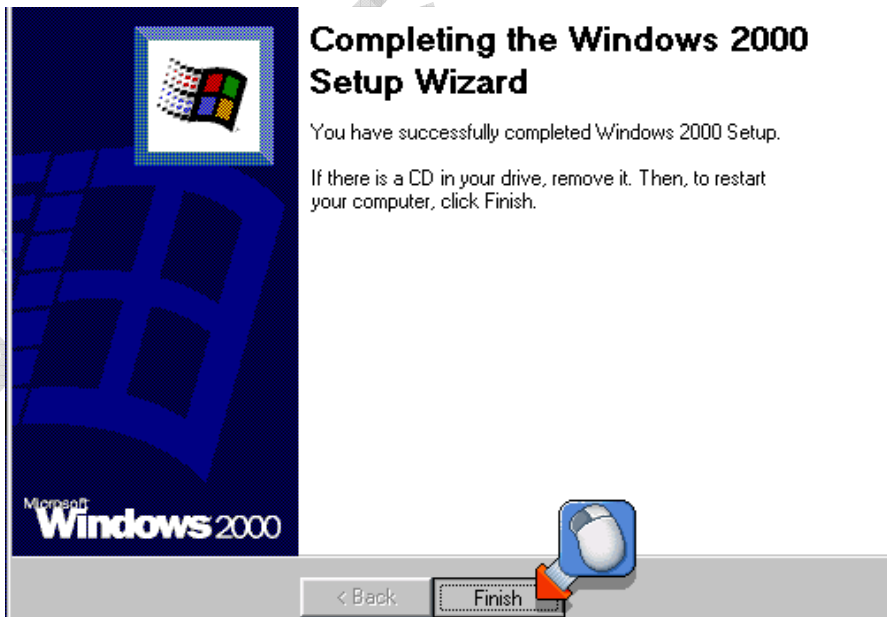 Completing the Windows 2000
Setup Wizard
You have successfully completed Windows 2000 Setup.
If there is a CD in your drive, remove it. Then, to restart
your computer, click Finish.
Microsoft
Windows 2000
< Back
Finish